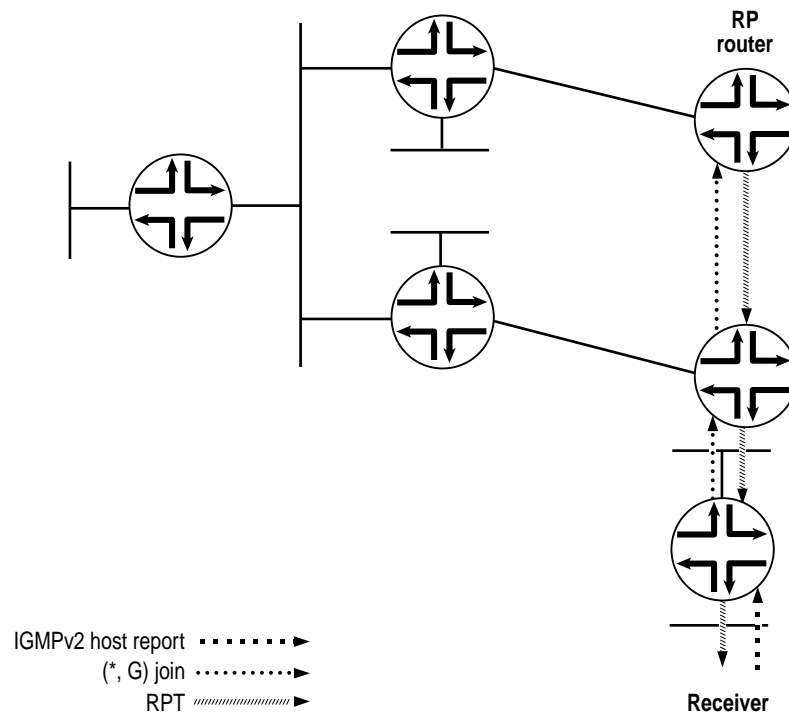 RP
router
IGMPv2 host report
(*, G) join
RPT
Receiver